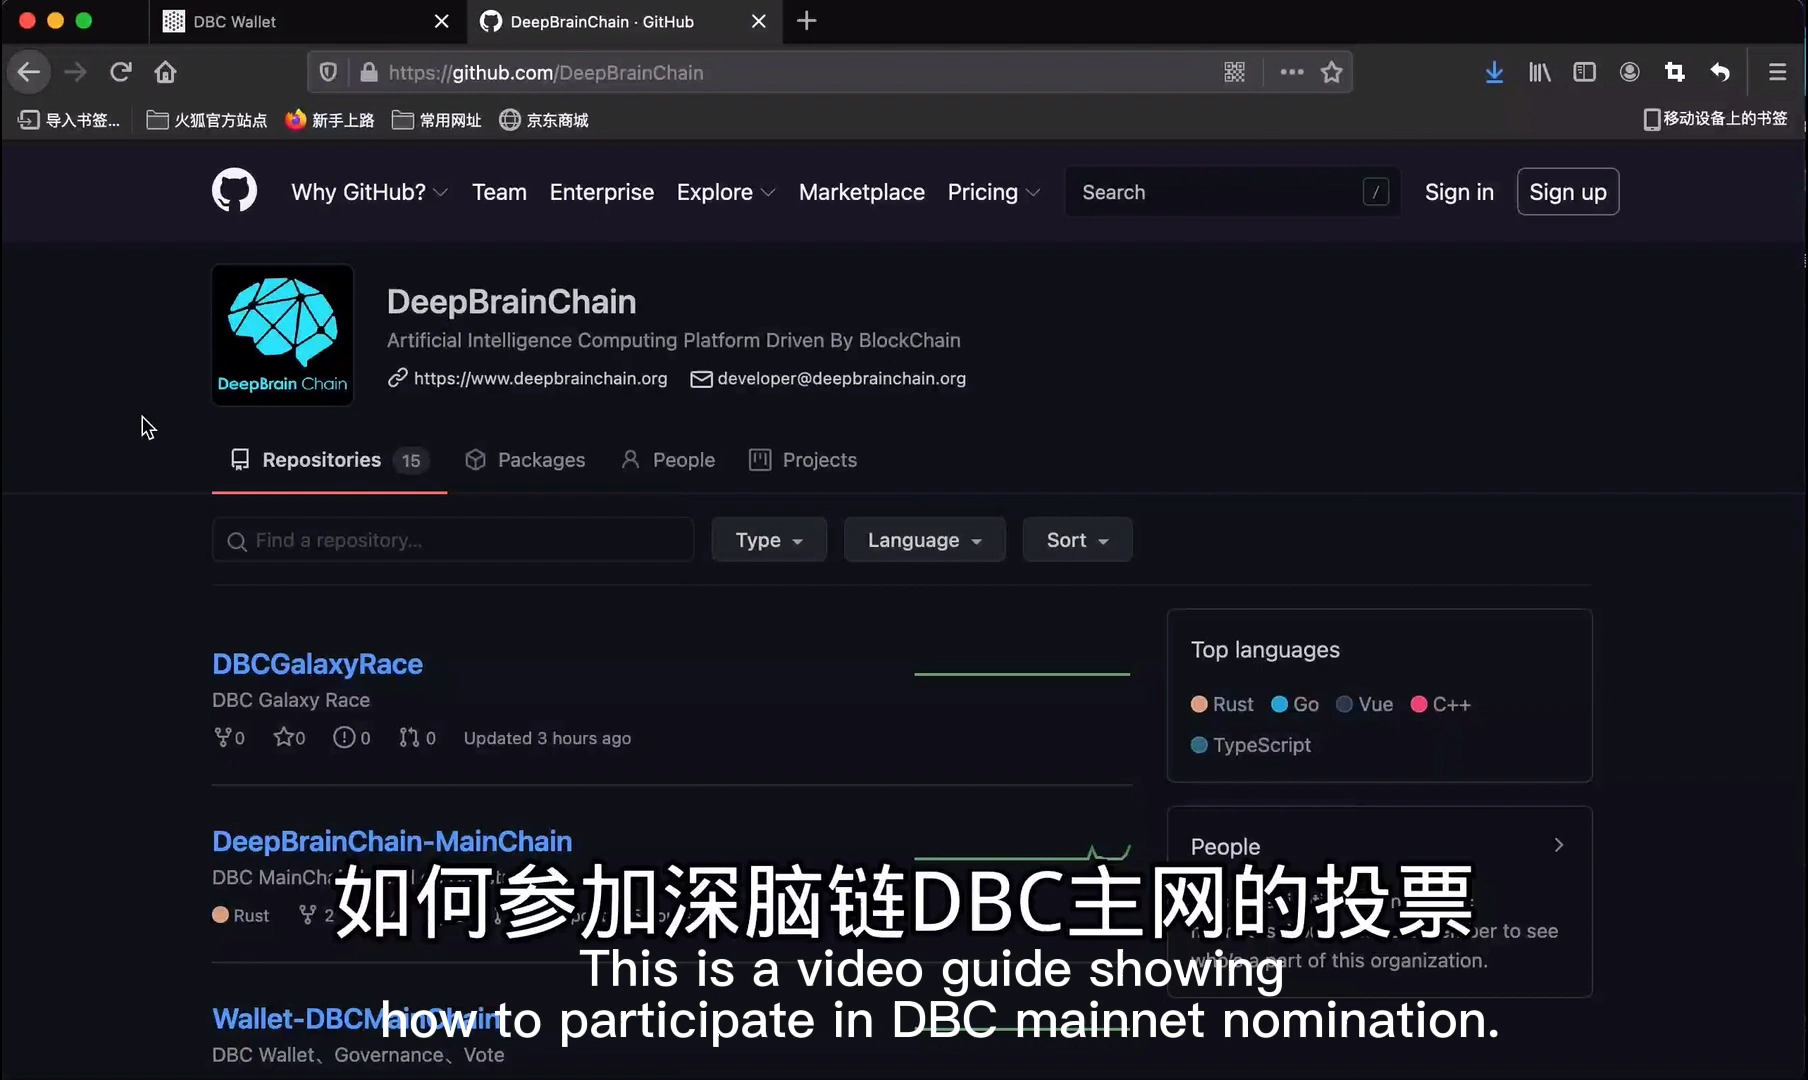 DBC Wallet
DeepBrainChain · GitHub
https://github.com/DeepBrainChain
导入书签...
火狐官方站点
新手上路
常用网址
京东商城
移动设备上的书签
Why GitHub?
Team
Enterprise
Explore
Marketplace
Pricing
Search
/
Sign in
Sign up
DeepBrain Chain
DeepBrainChain
Artificial Intelligence Computing Platform Driven By BlockChain
https://www.deepbrainchain.org
developer@deepbrainchain.org
Repositories 15
Packages
People
Projects
Find a repository...
Type
Language
Sort
DBCGalaxyRace
DBC Galaxy Race
0 0 0 0 Updated 3 hours ago
Top languages
Rust Go Vue C++
TypeScript
DeepBrainChain-MainChain
DBC MainChain
Rust 2
People
to see
who's a part of this organization.
如何参加深脑链DBC主网的投票
This is a video guide showing
how to participate in DBC mainnet nomination.
Wallet-DBCMainChain
DBC Wallet、Governance、Vote